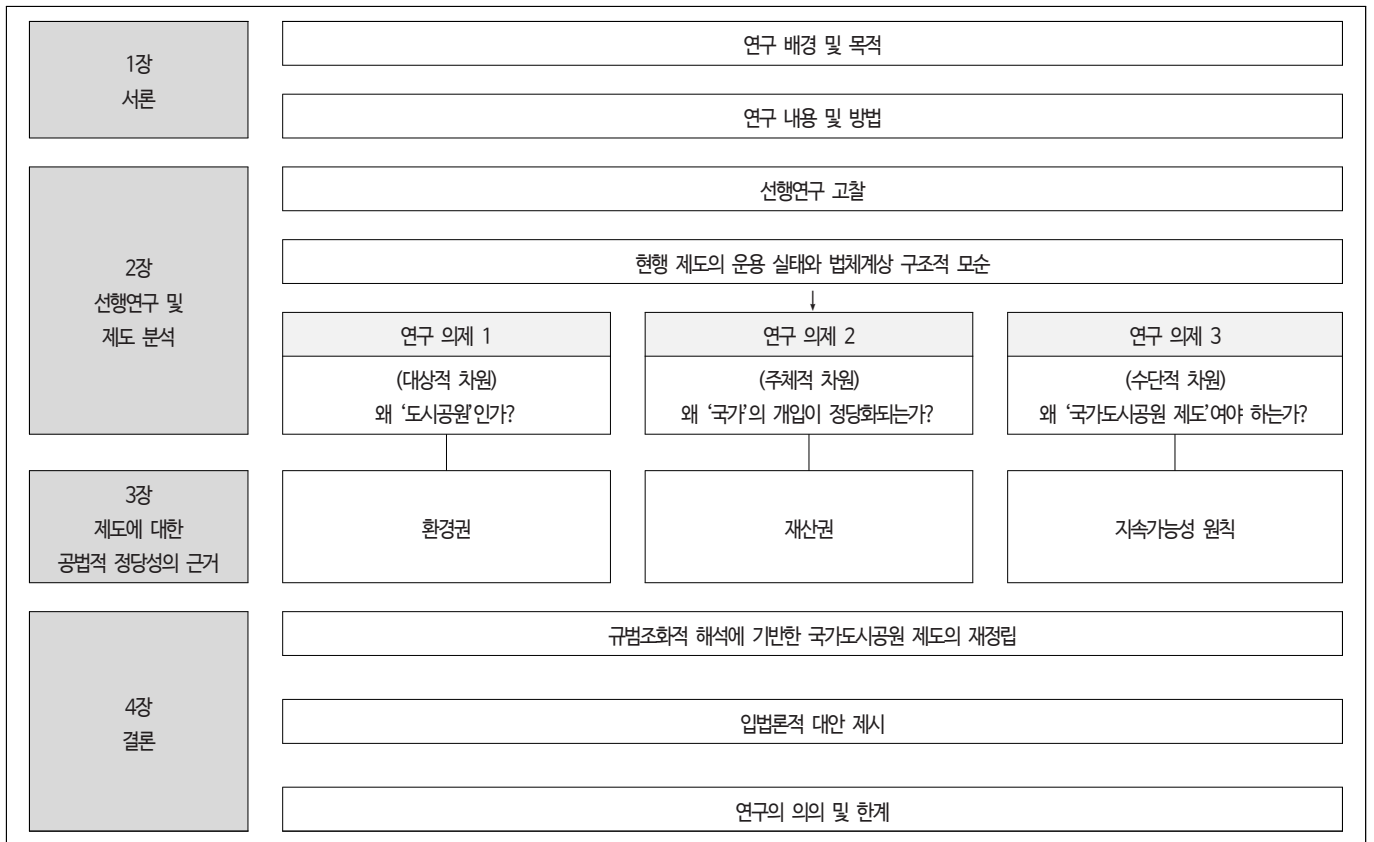 1장
서론
연구 배경 및 목적
연구 내용 및 방법
2장
선행연구 및
제도 분석
선행연구 고찰
현행 제도의 운용 실태와 법체계상 구조적 모순
연구 의제 1
(대상적 차원)
왜 ‘도시공원’인가?
연구 의제 2
(주체적 차원)
왜 ‘국가’의 개입이 정당화되는가?
연구 의제 3
(수단적 차원)
왜 ‘국가도시공원 제도’여야 하는가?
3장
제도에 대한
공법적 정당성의 근거
환경권
재산권
지속가능성 원칙
4장
결론
규범조화적 해석에 기반한 국가도시공원 제도의 재정립
입법론적 대안 제시
연구의 의의 및 한계